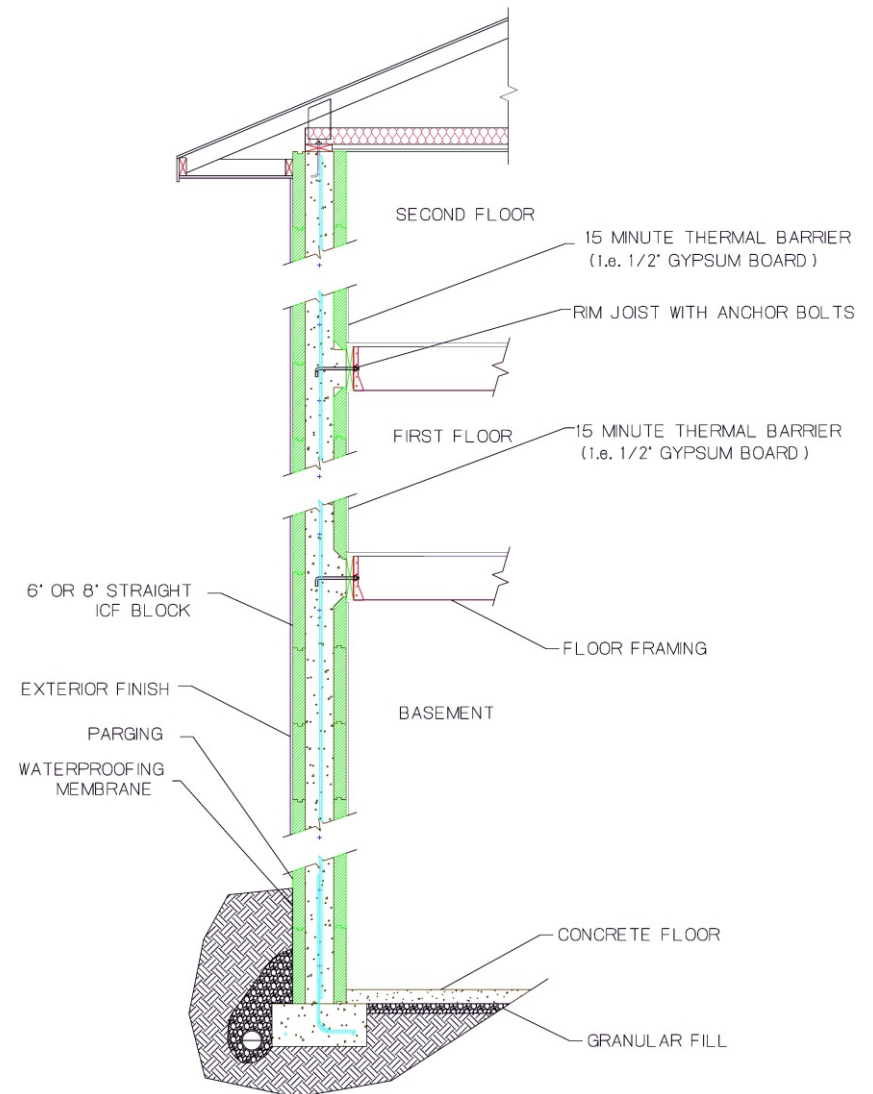 SECOND FLOOR
15 MINUTE THERMAL BARRIER
(i.e. 1/2" GYPSUM BOARD)
RIM JOIST WITH ANCHOR BOLTS
FIRST FLOOR
15 MINUTE THERMAL BARRIER
(i.e. 1/2" GYPSUM BOARD)
6" OR 8" STRAIGHT
ICF BLOCK
FLOOR FRAMING
EXTERIOR FINISH
BASEMENT
PARGING
WATERPROOFING
MEMBRANE
CONCRETE FLOOR
GRANULAR FILL